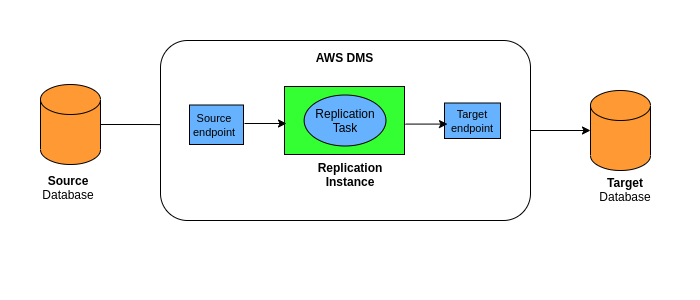 AWS DMS
Source
endpoint
Replication
Task
Target
endpoint
Replication
Instance
Source
Database
Target
Database